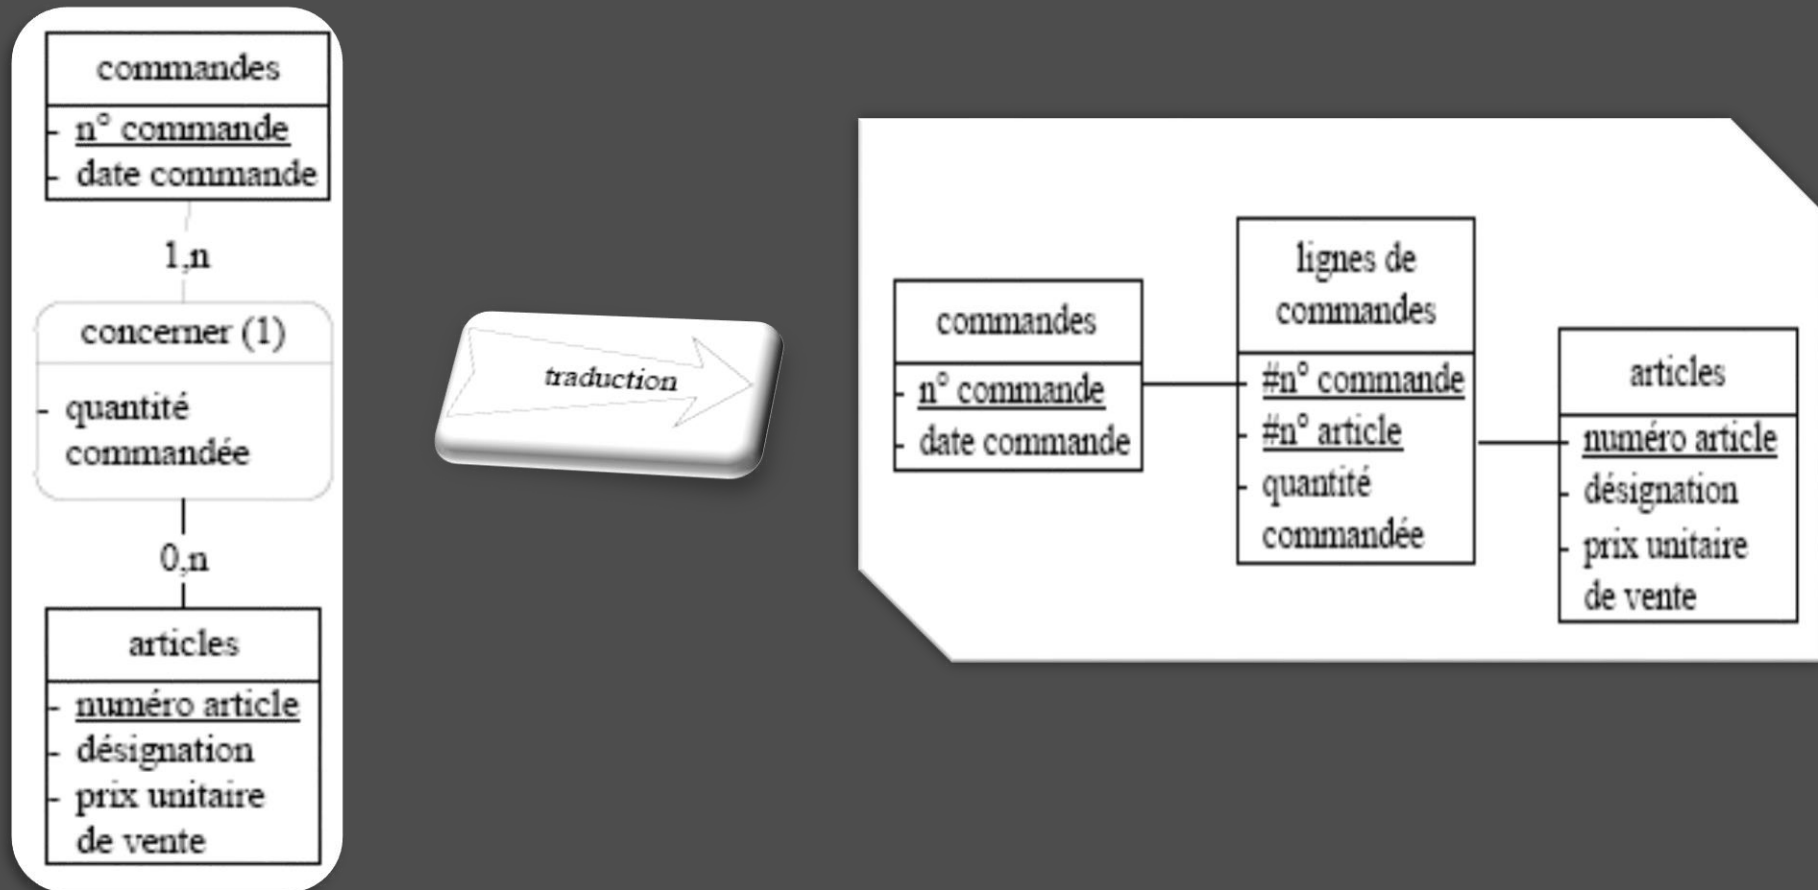 commandes
- n° commande
- date commande
1,n
concerner (1)
- quantité
commandée
0,n
articles
- numéro article
- désignation
- prix unitaire
de vente
traduction
commandes
- n° commande
- date commande
lignes de
commandes
- #n° commande
- #n° article
- quantité
commandée
articles
- numéro article
- désignation
- prix unitaire
de vente